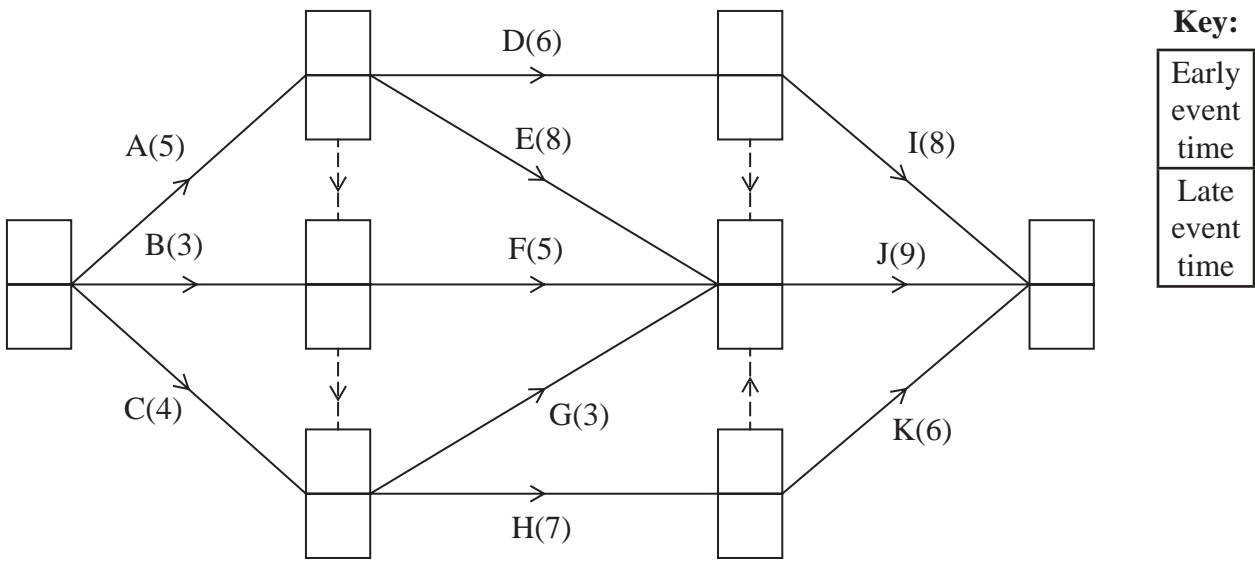 Key:
Early
event
time
Late
event
time
D(6)
A(5)
E(8)
I(8)
B(3)
F(5)
J(9)
C(4)
G(3)
K(6)
H(7)